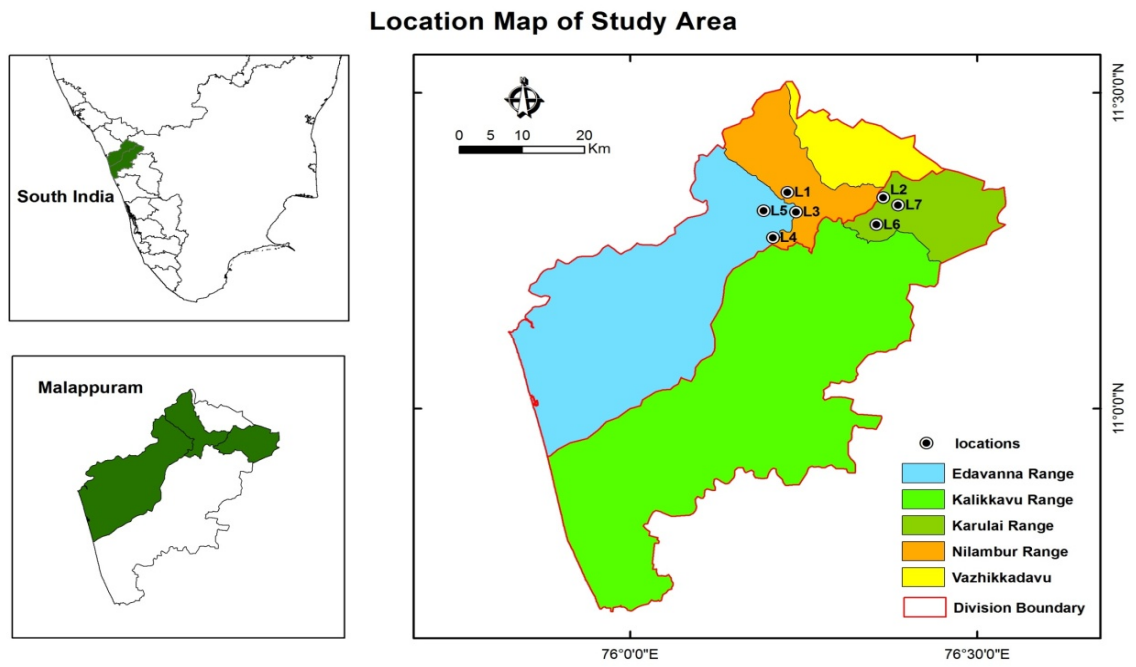 Location Map of Study Area
South India
Malappuram
0 5 10 20
Km
L1
L2
L7
L5
L3
L6
L4
locations
Edavanna Range
Kalikkavu Range
Karulai Range
Nilambur Range
Vazhikkadavu
Division Boundary
11°30'N
11°0'0"N
76°0'0"E
76°30'0"E